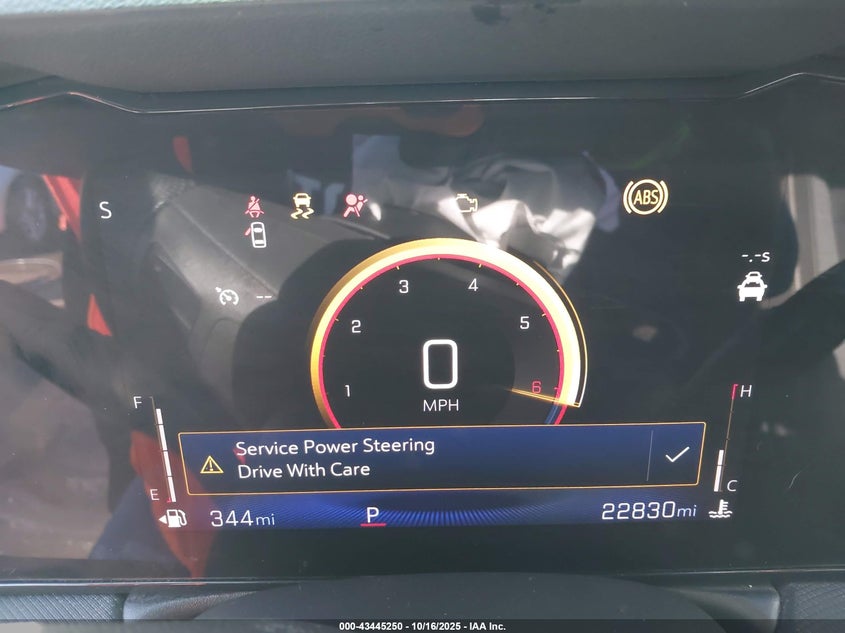 S
ABS
-.-s
--
3
4
2
5
1
0
6
MPH
F
H
Service Power Steering
Drive With Care
E
C
344mi
P
22830mi
000-43445250 - 10/16/2025 - IAA Inc.